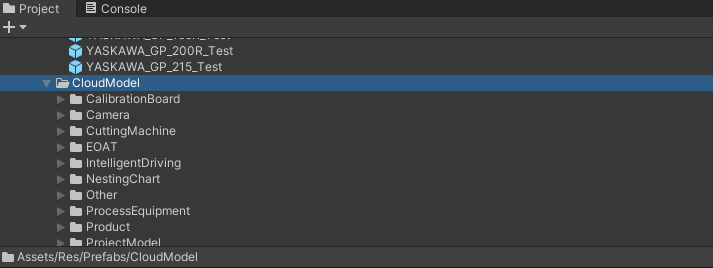 Project
Console
YASKAWA_GP_200R_Test
YASKAWA_GP_215_Test
CloudModel
CalibrationBoard
Camera
CuttingMachine
EOAT
IntelligentDriving
NestingChart
Other
ProcessEquipment
Product
ProjectModel
Assets/Res/Prefabs/CloudModel